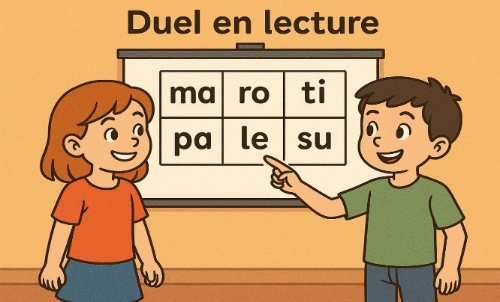 Duel en lecture
ma ro ti
pa le su